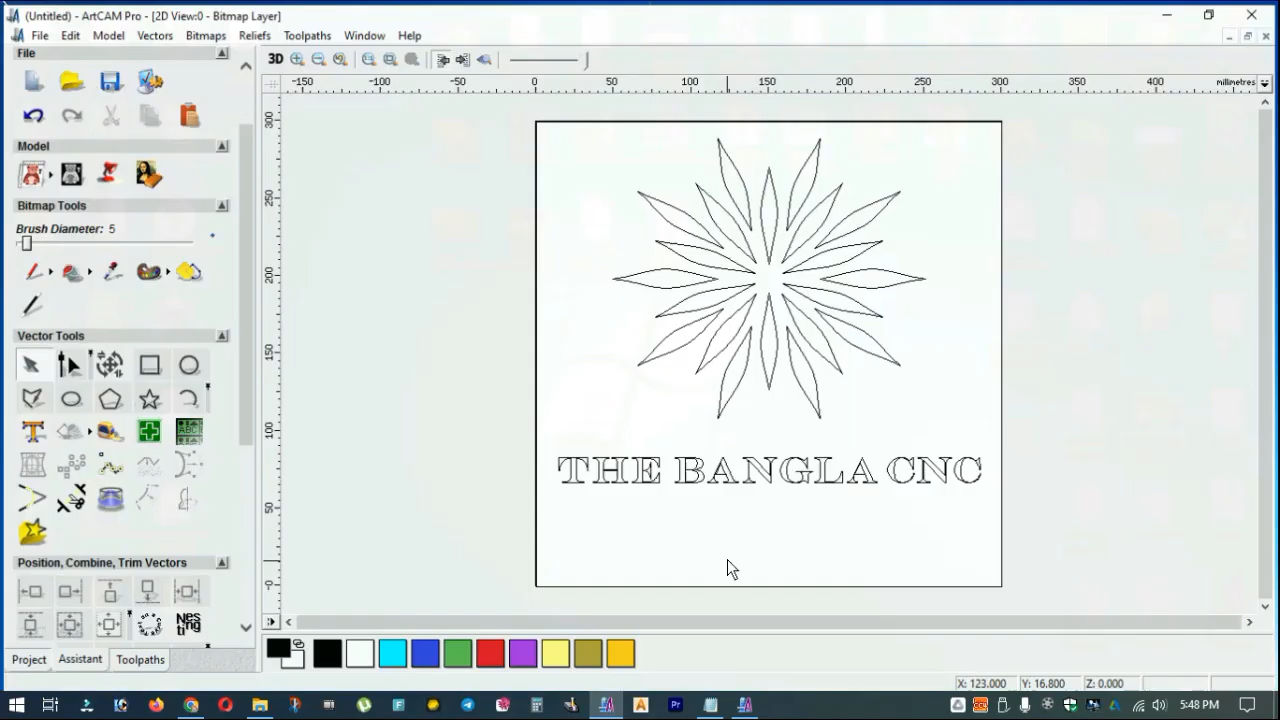 (Untitled) - ArtCAM Pro - [2D View:0 - Bitmap Layer]
File Edit Model Vectors Bitmaps Reliefs Toolpaths Window Help
File
3D
-150 -100 -50 0 50 100 150 200 250 300 350 400 millimetres
300
250
200
150
100
50
-0
Model
Bitmap Tools
Brush Diameter: 5
Vector Tools
ABC
THE BANGLA CNC
Position, Combine, Trim Vectors
Nes
ting
Project Assistant Toolpaths
X: 123.000 Y: 16.800 Z: 0.000
5:48 PM